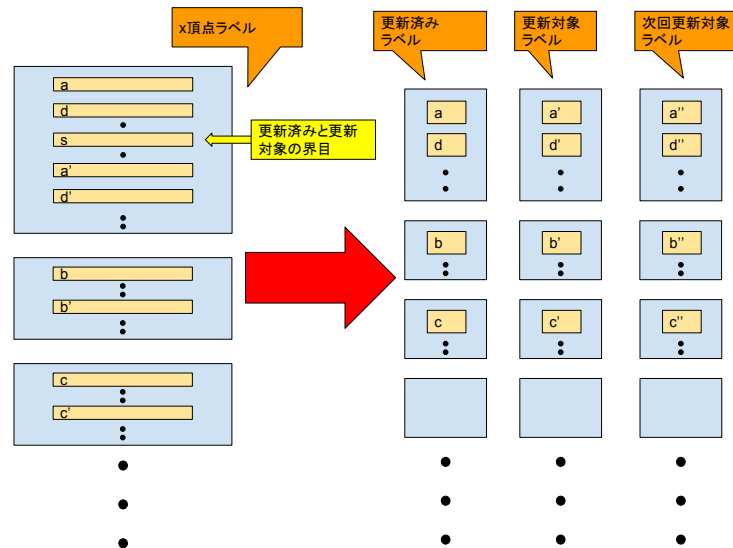 x頂点ラベル
a
d
s
a'
d'
更新済みと更新
対象の界目
b
b'
c
c'
更新済み
ラベル
更新対象
ラベル
次回更新対象
ラベル
a
d
a'
d'
a''
d''
b
b'
b''
c
c'
c''